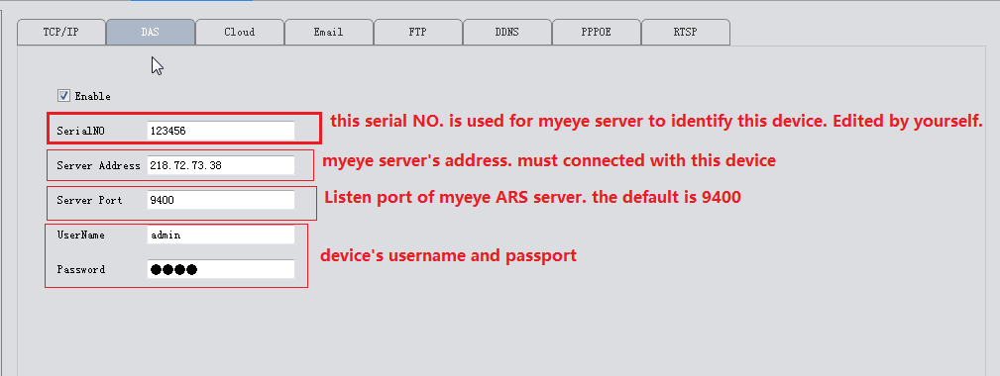 TCP/IP DAS Cloud Email FTP DDNS PPPOE RTSP
Enable
SerialNO 123456 this serial NO. is used for myeye server to identify this device. Edited by yourself.
Server Address 218.72.73.38 myeye server's address. must connected with this device
Server Port 9400 Listen port of myeye ARS server. the default is 9400
UserName admin
device's username and passport
Password ●●●●